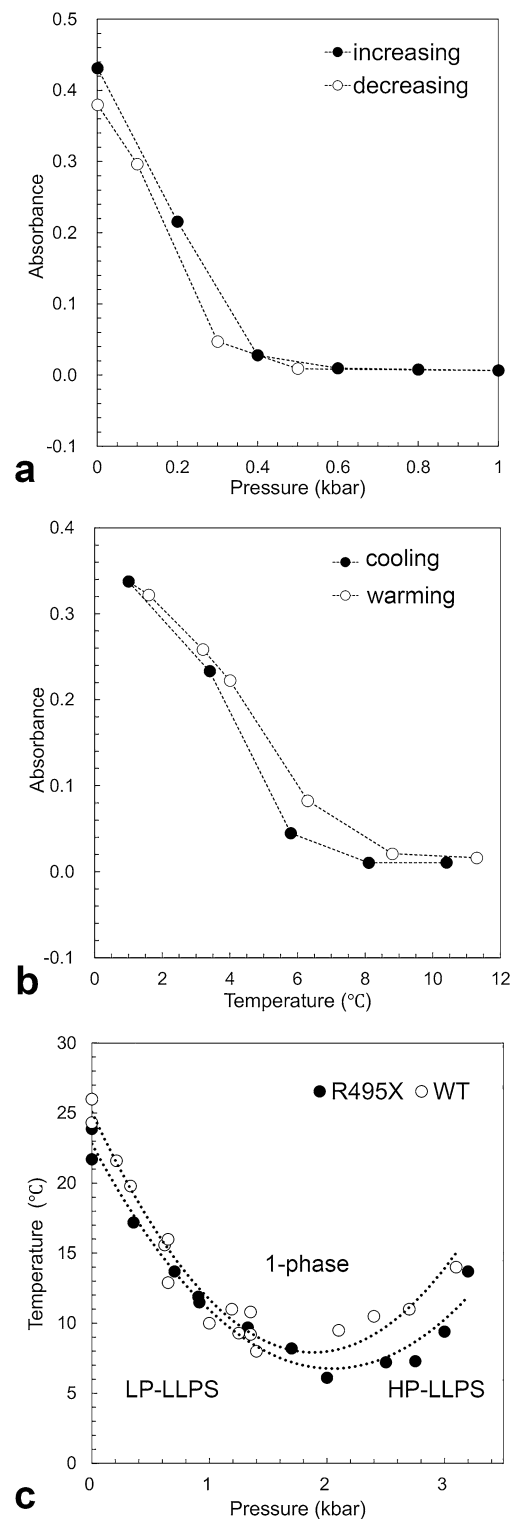 0.5
increasing
decreasing
0.4
0.3
0.2
0.1
0.0
-0.1
Absorbance
0 0.2 0.4 0.6 0.8 1
Pressure (kbar)
a
0.4
cooling
warming
0.3
0.2
0.1
0.0
-0.1
Absorbance
0 2 4 6 8 10 12
Temperature (℃)
b
30
R495X WT
25
20
15
1-phase
10
5
LP-LLPS HP-LLPS
0
Temperature (℃)
0 1 2 3
Pressure (kbar)
c